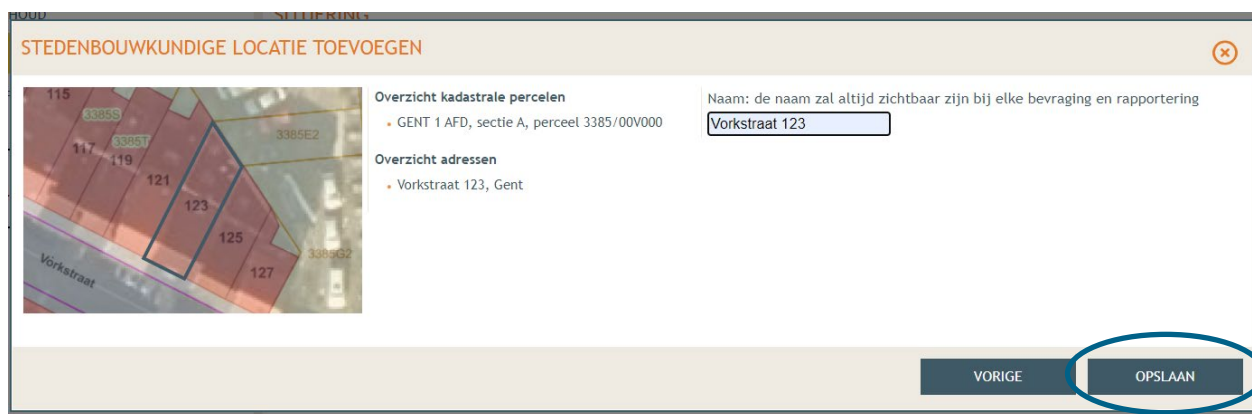 HOUD
SITUERING
STEDENBOUWKUNDIGE LOCATIE TOEVOEGEN
115
3385S
117
3385T
119
121
123
125
127
3385E2
3385G2
Vorkstraat
Overzicht kadastrale percelen
• GENT 1 AFD, sectie A, perceel 3385/00V000
Overzicht adressen
• Vorkstraat 123, Gent
Naam: de naam zal altijd zichtbaar zijn bij elke bevraging en rapportering
Vorkstraat 123
VORIGE
OPSLAAN